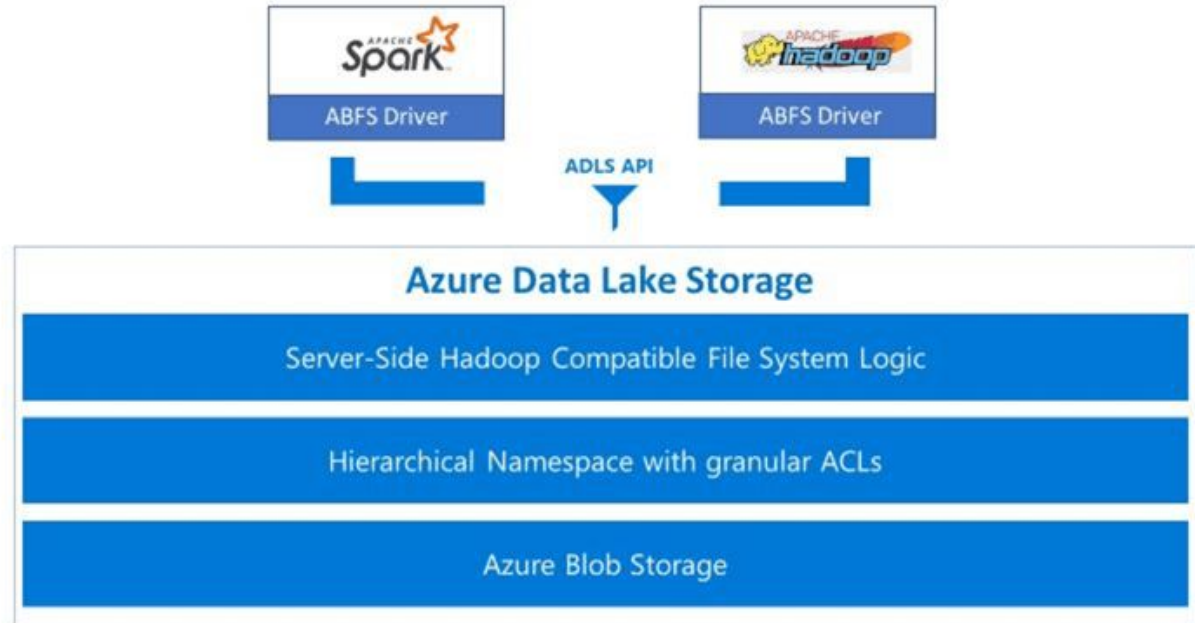 APACHE
Spark
APACHE
hadoop
ABFS Driver
ABFS Driver
ADLS API
Azure Data Lake Storage
Server-Side Hadoop Compatible File System Logic
Hierarchical Namespace with granular ACLs
Azure Blob Storage